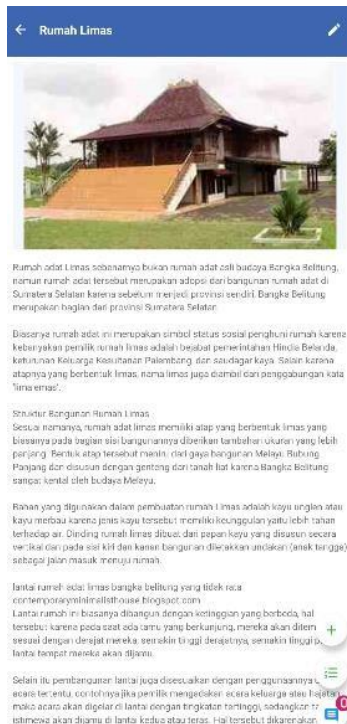 Rumah Limas
Rumah adat Limas sebenarnya bukan rumah adat asli budaya Bangka Belitung,
namun rumah adat tersebut merupakan adopsi dari bangunan rumah adat di
Sumatera Selatan karena sebelum menjadi provinsi sendiri, Bangka Belitung
merupakan bagian dari provinsi Sumatera Selatan.
Biasanya rumah adat ini merupakan simbol status sosial penghuni rumah karena
kebanyakan pemilik rumah limas adalah pejabat pemerintahan Hindia Belanda,
keturunan Keluarga Kesultanan Palembang, dan saudagar kaya. Selain karena
atapnya yang berbentuk limas, nama limas juga diambil dari penggabungan kata
'lima emas'.
Struktur Bangunan Rumah Limas
Sesuai namanya, rumah adat limas memiliki atap yang berbentuk limas yang
biasanya pada bagian sisi bangunannya diberikan tambahan ukuran yang lebih
panjang. Bentuk atap tersebut meniru dari gaya bangunan Melayu Bubung
Panjang dan disusun dengan genteng dari tanah liat karena Bangka Belitung
sangat kental oleh budaya Melayu.
Bahan yang digunakan dalam pembuatan rumah Limas adalah kayu unglen atau
kayu merbau karena jenis kayu tersebut memiliki keunggulan yaitu lebih tahan
terhadap air. Dinding rumah limas dibuat dari papan kayu yang disusun secara
vertikal dan pada sisi kiri dan kanan bangunan diletakkan undakan (anak tangga)
sebagai jalan masuk menuju rumah.
lantai rumah adat limas bangka belitung yang tidak rata
contemporaryminimalisthouse.blogspot.com
Lantai rumah ini biasanya dibangun dengan ketinggian yang berbeda, hal
tersebut karena pada saat ada tamu yang berkunjung, mereka akan ditem
sesuai dengan derajat mereka, semakin tinggi derajatnya, semakin tinggi p
lantai tempat mereka akan dijamu.
Selain itu pembangunan lantai juga disesuaikan dengan penggunaannya u
acara tertentu, contohnya jika pemilik mengadakan acara keluarga atau hajatan
maka acara akan digelar di lantai dengan tingkatan tertinggi, sedangkan ta
istimewa akan dijamu di lantai kedua atau teras. Hal tersebut dikarenakan